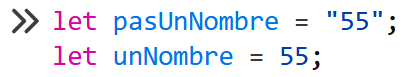 let pasUnNombre = "55";
let unNombre = 55;